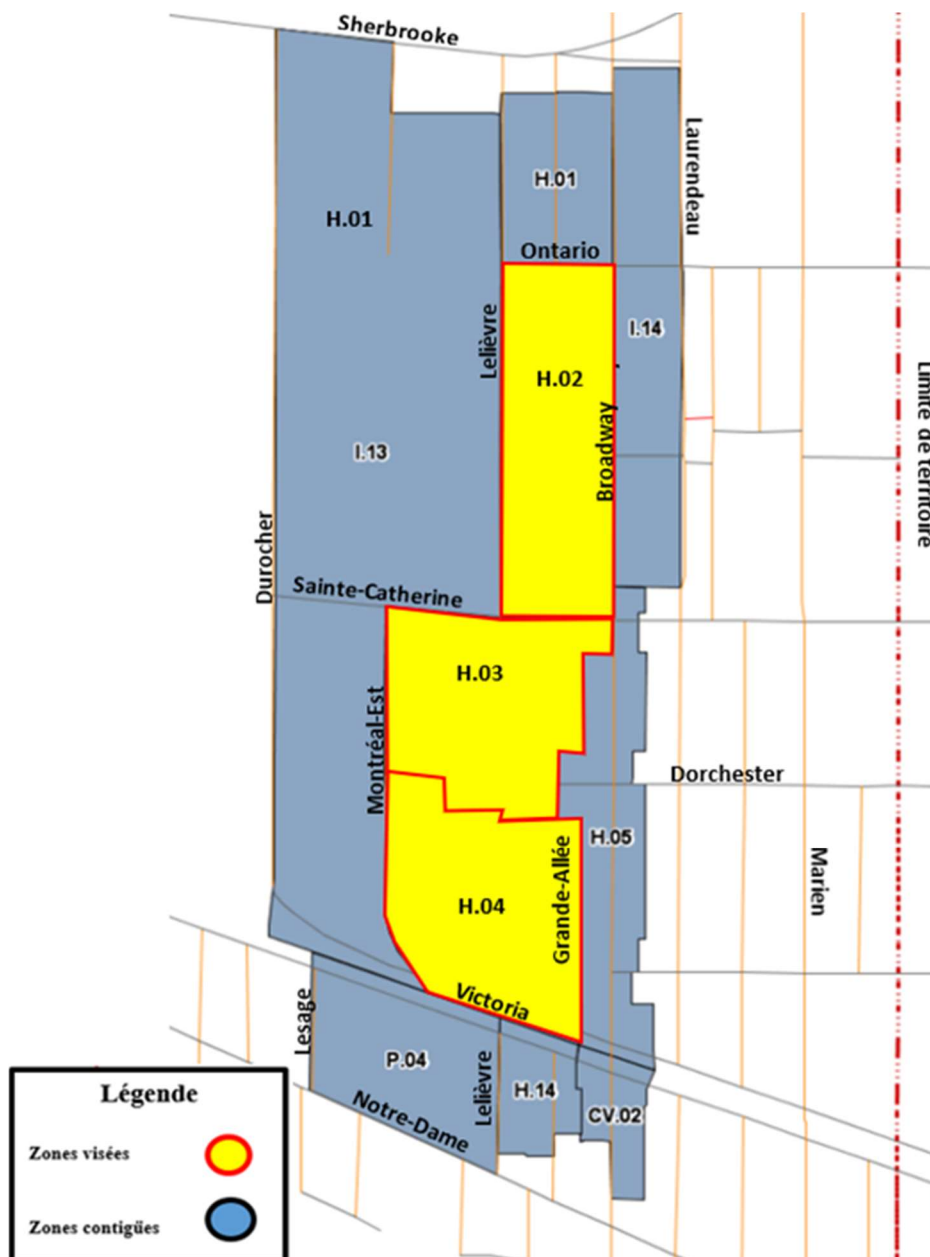 Sherbrooke
Laurendeau
H.01
H.01
Ontario
Lelièvre
I.14
H.02
Limite de territoire
Broadway
I.13
Durocher
Sainte-Catherine
H.03
Montréal-Est
Dorchester
H.05
Grande-Allée
Marien
H.04
Victoria
Lesage
P.04
Lelièvre
H.14
CV.02
Notre-Dame
Légende
Zones visées
Zones contigües